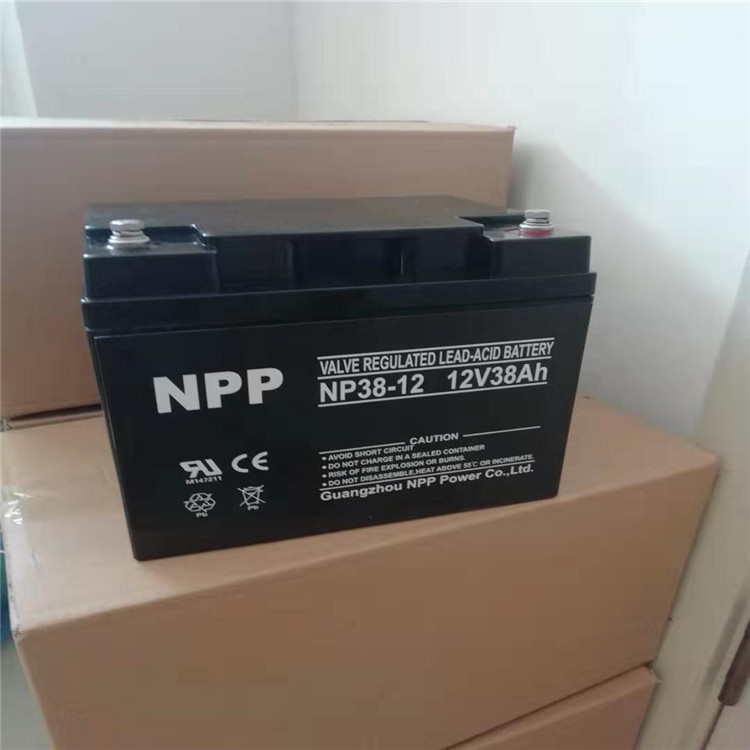 NPP
VALVE REGULATED LEAD-ACID BATTERY
NP38-12 12V38Ah
CAUTION
• AVOID SHORT CIRCUIT
• DO NOT CHARGE IN A SEALED CONTAINER
• RISK OF FIRE EXPLOSION OR BURNS.
• DO NOT DISASSEMBLE,HEAT ABOVE 55℃ OR INCINERATE.
Guangzhou NPP Power Co.,Ltd.
RU CE
MH47211
Pb Pb